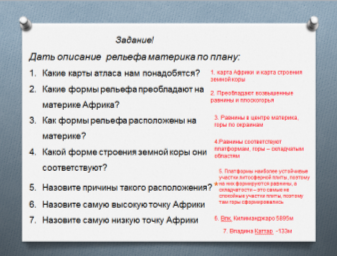 Задание!
Дать описание рельефа материка по плану:
1. Какие карты атласа нам понадобятся?
1. карта Африки и карта строения
земной коры
2. Какие формы рельефа преобладают на
материке Африка?
2. Преобладает возвышенные
равнины и плоскогорья
3. Как формы рельефа расположены на
материке?
3. Равнины в центре материка,
горы по окраинам
4. Какой форме строения земной коры они
соответствуют?
4.Равнины соответствуют
платформам, горы – складчатым
областям
5. Назовите причины такого расположения?
5. Платформы наиболее устойчивые
участки литосферной плиты, поэтому
и на них формируются равнины, а
складчатости – это самые не
спокойные участки плиты, поэтому
там горы сформировались.
6. Назовите самую высокую точку Африки
6. Влк. Килиманджаро 5895м
7. Назовите самую низкую точку Африки
7. Впадина Каттар -133м